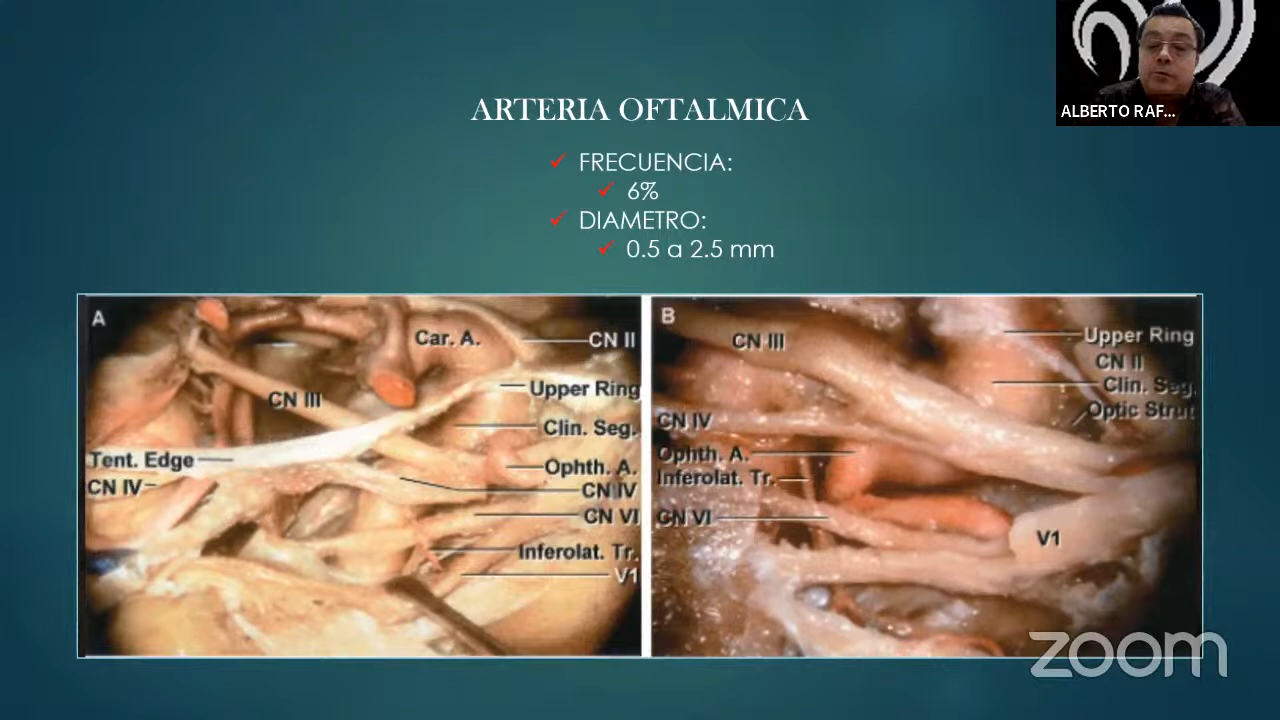 ALBERTO RAF...
ARTERIA OFTALMICA
FRECUENCIA:
6%
DIAMETRO:
0.5 a 2.5 mm
A
Car. A.
CN II
Upper Ring
CN III
Clin. Seg.
Tent. Edge
Ophth. A.
CN IV
CN IV
CN VI
Inferolat. Tr.
V1
B
CN III
Upper Ring
CN II
Clin. Seg.
Optic Strut
CN IV
Ophth. A.
Inferolat. Tr.
CN VI
V1
zoom